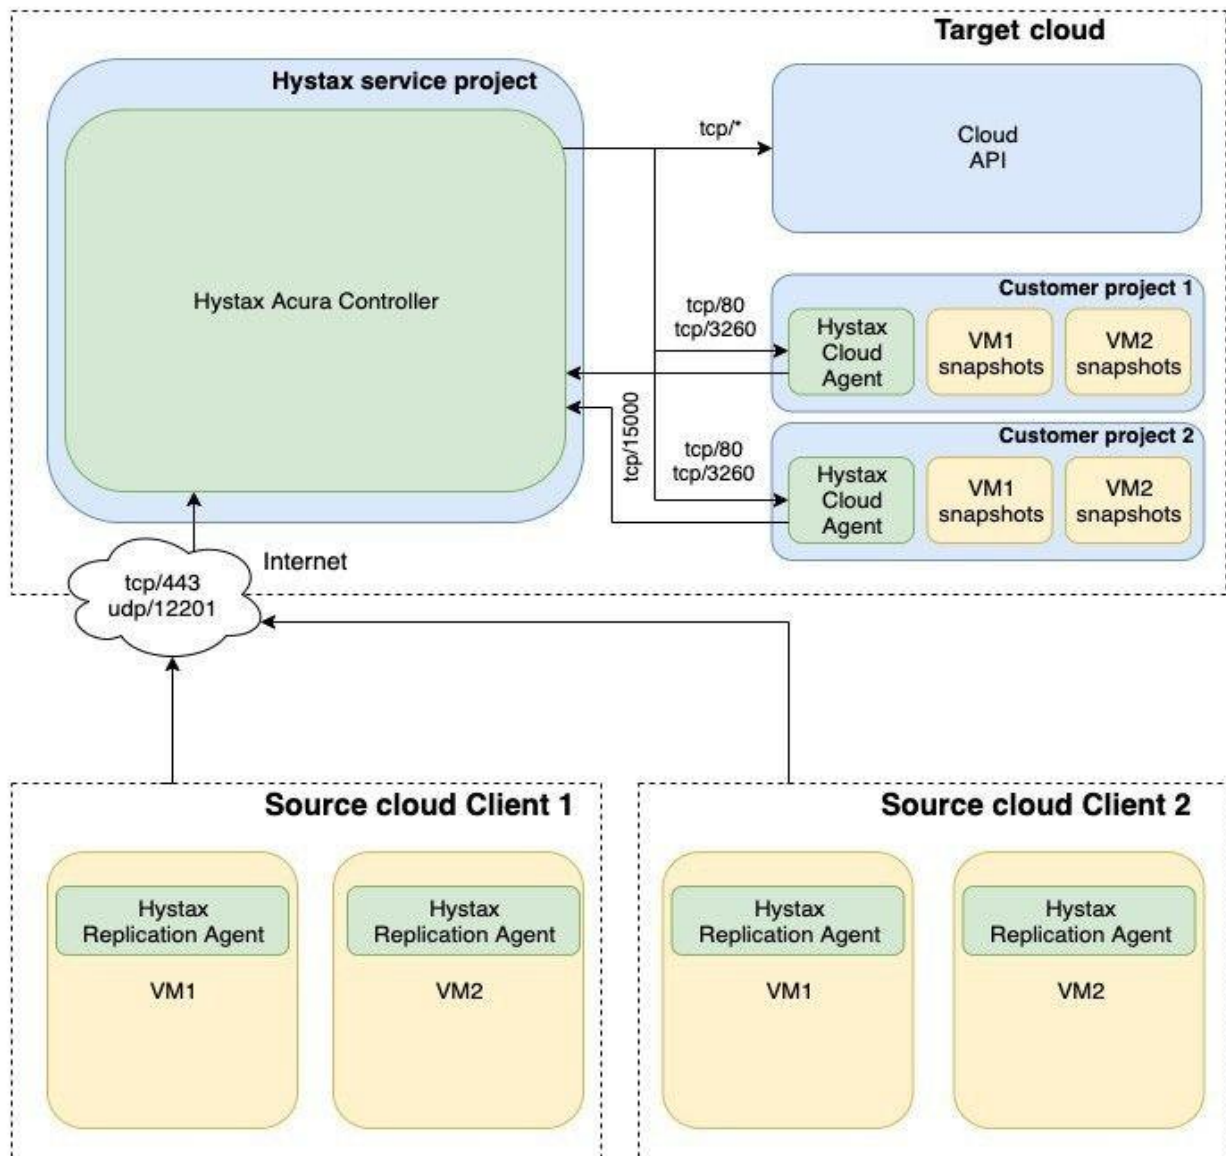 Target cloud
Hystax service project
Hystax Acura Controller
tcp/*
Cloud
API
Customer project 1
tcp/80
tcp/3260
Hystax
Cloud
Agent
VM1
snapshots
VM2
snapshots
tcp/15000
Customer project 2
tcp/80
tcp/3260
Hystax
Cloud
Agent
VM1
snapshots
VM2
snapshots
Internet
tcp/443
udp/12201
Source cloud Client 1
Hystax
Replication Agent
VM1
Hystax
Replication Agent
VM2
Source cloud Client 2
Hystax
Replication Agent
VM1
Hystax
Replication Agent
VM2